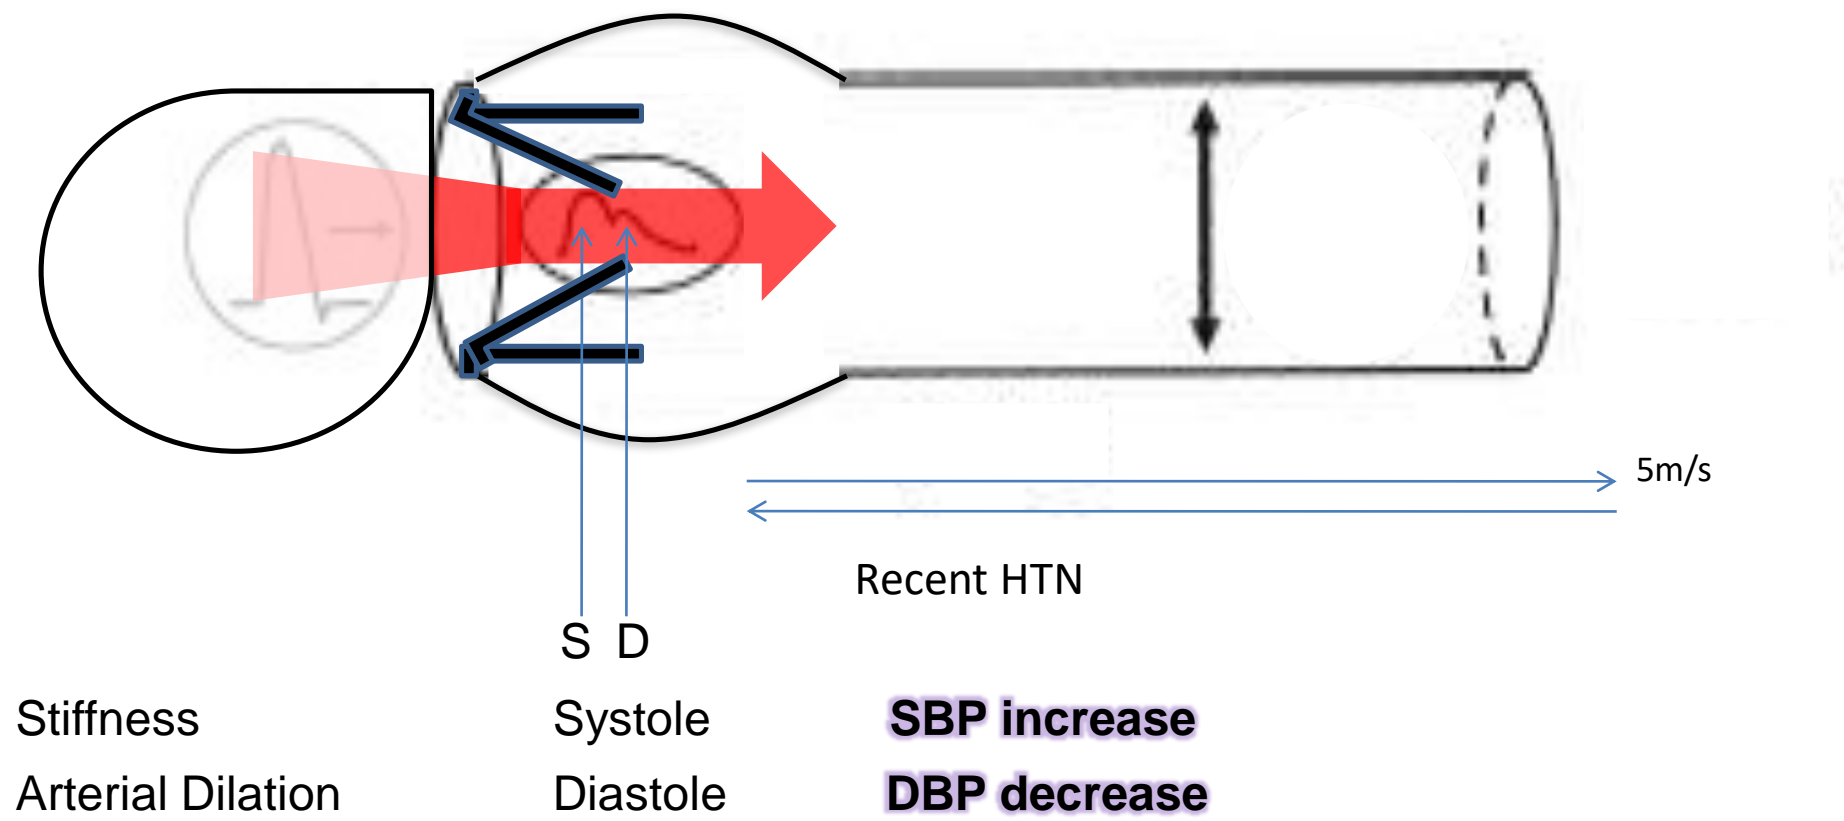 5m/s
Recent HTN
S D
Stiffness Systole SBP increase
Arterial Dilation Diastole DBP decrease